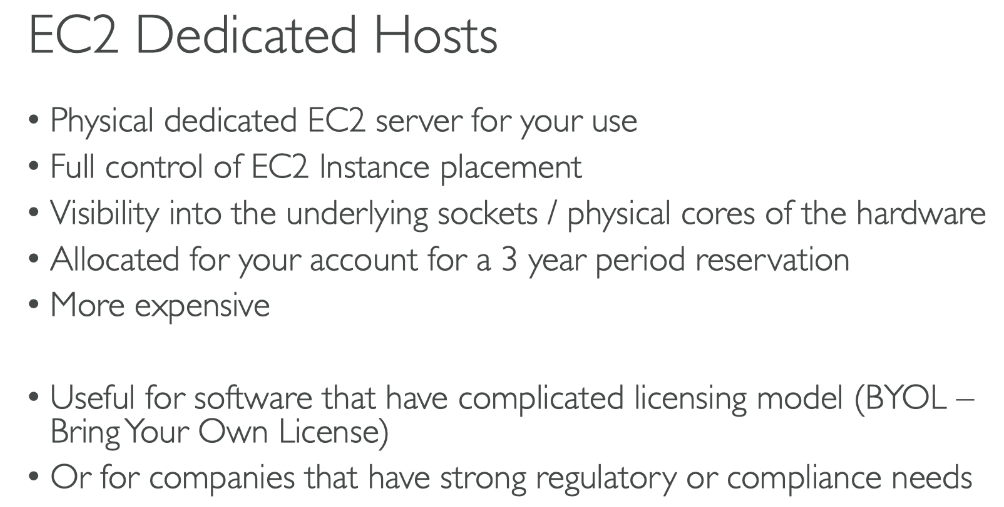 EC2 Dedicated Hosts
• Physical dedicated EC2 server for your use
• Full control of EC2 Instance placement
• Visibility into the underlying sockets / physical cores of the hardware
• Allocated for your account for a 3 year period reservation
• More expensive
• Useful for software that have complicated licensing model (BYOL –
Bring Your Own License)
• Or for companies that have strong regulatory or compliance needs